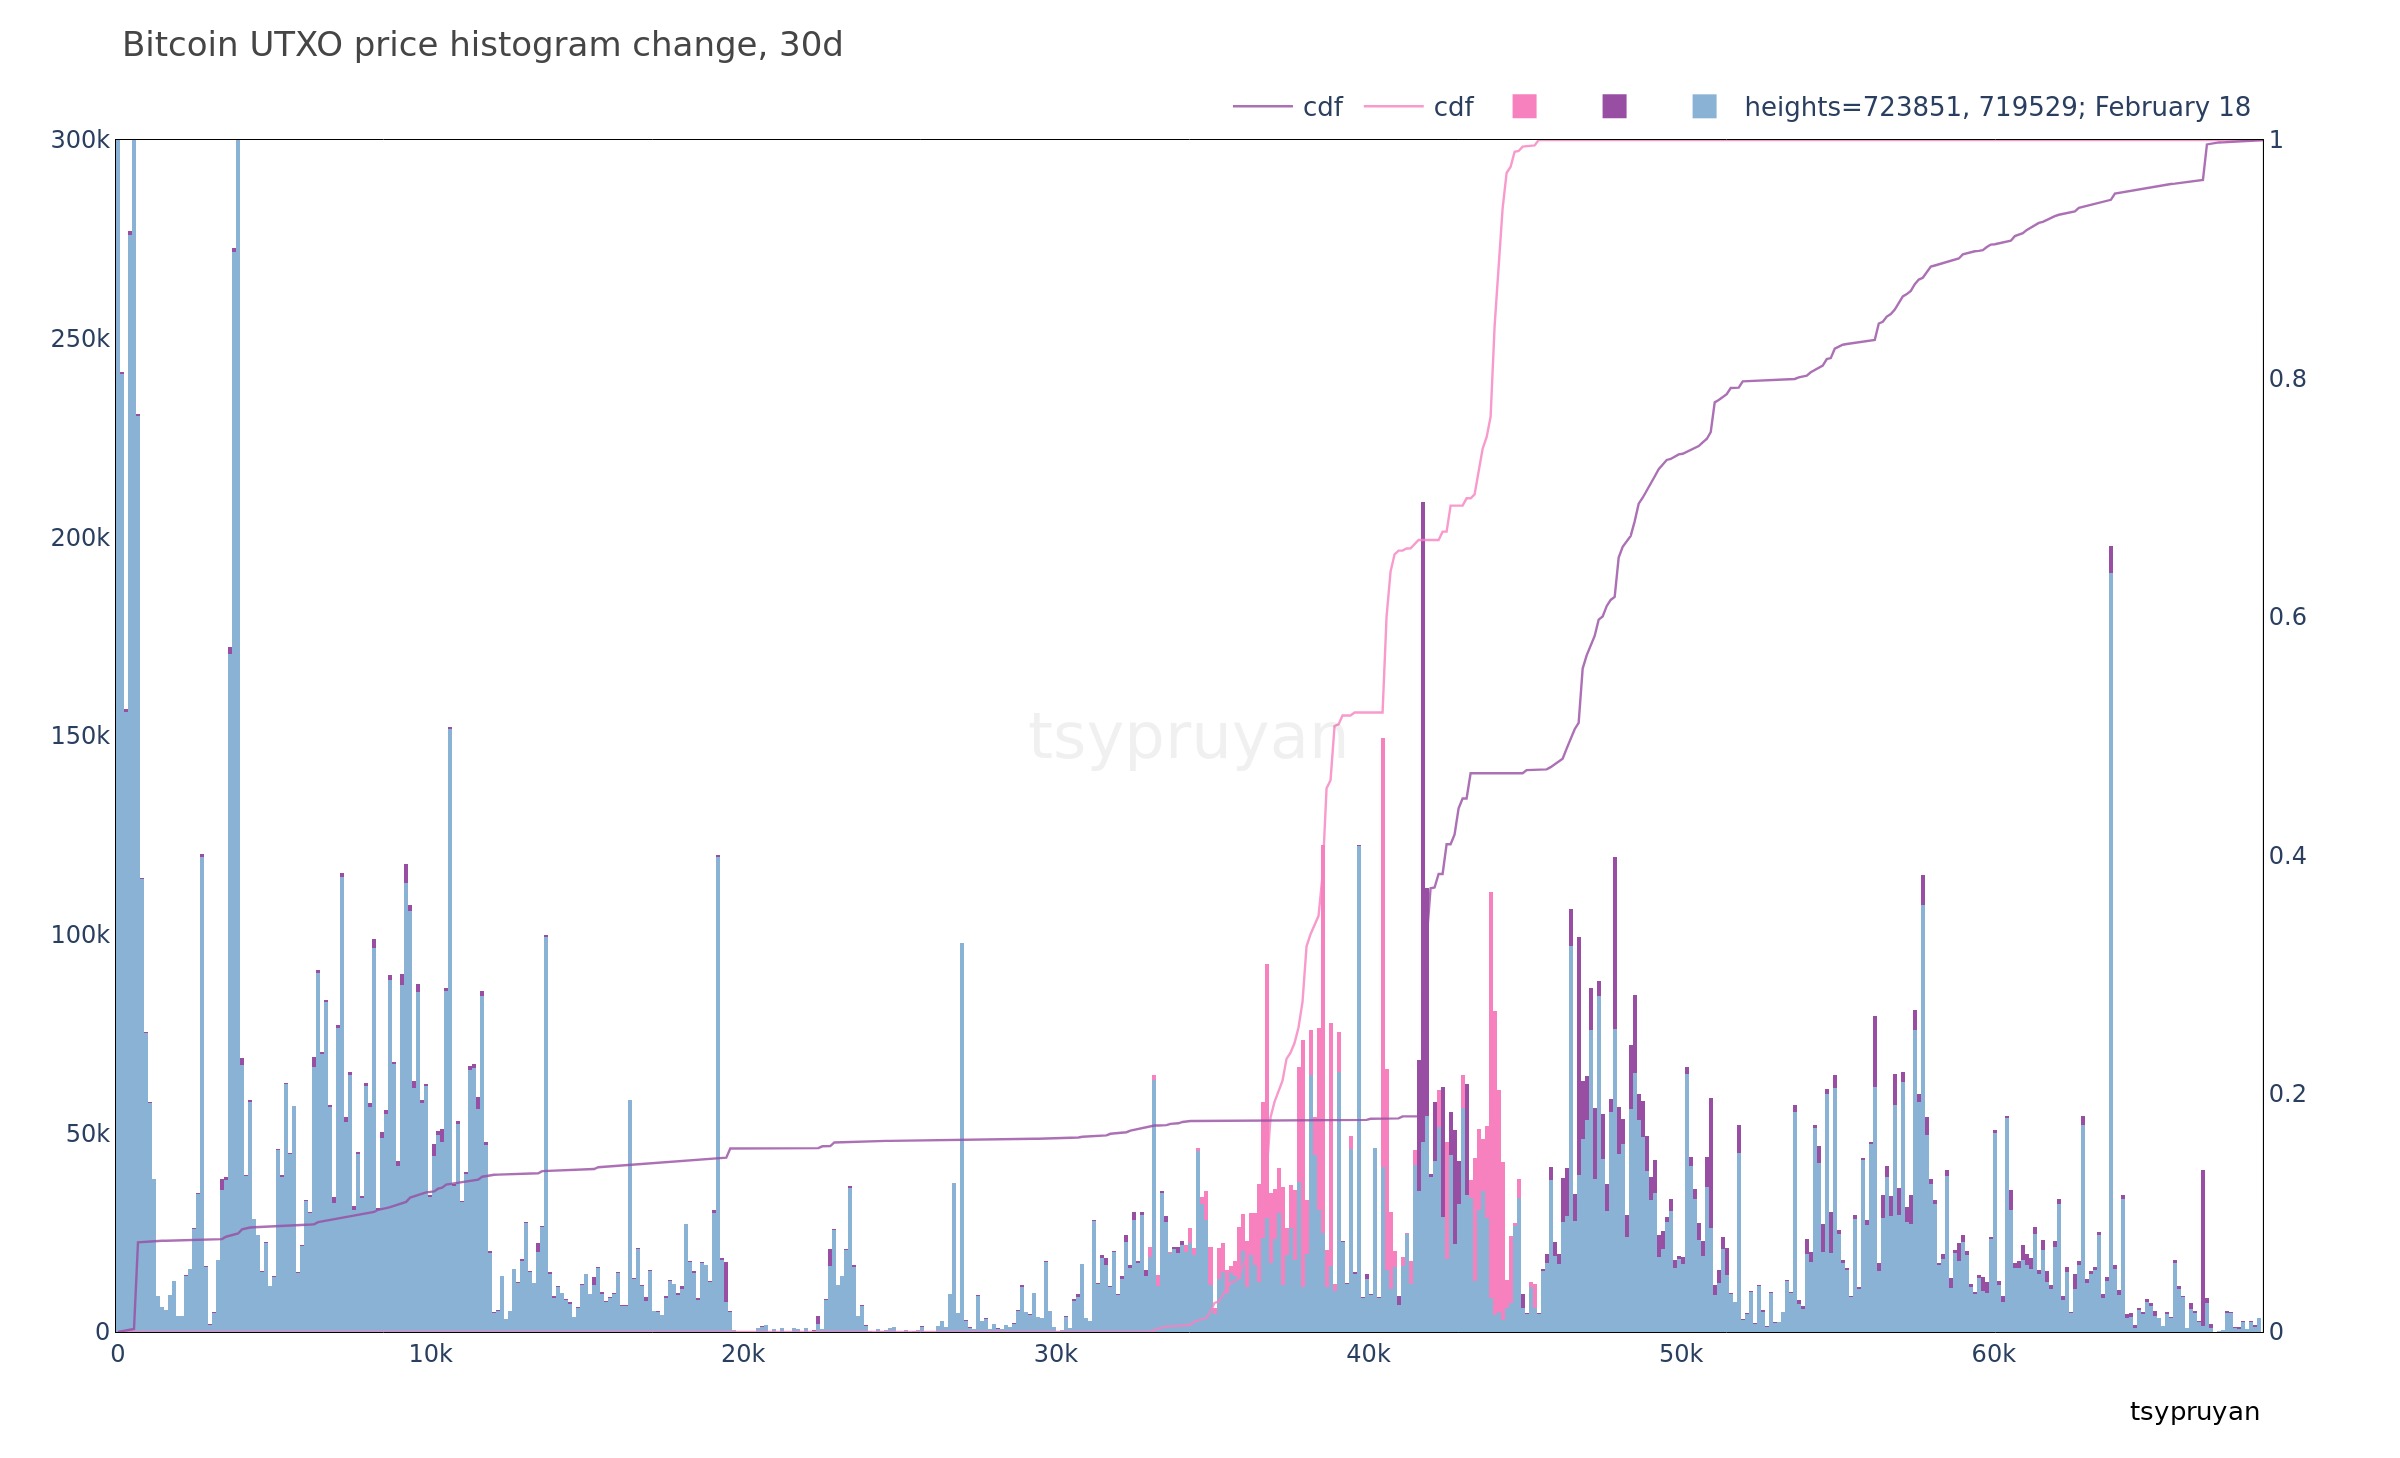 Bitcoin UTXO price histogram change, 30d
cdf cdf heights=723851, 719529; February 18
300k
250k
200k
150k
100k
50k
0
1
0.8
0.6
0.4
0.2
0
tsypruyan
0 10k 20k 30k 40k 50k 60k
tsypruyan